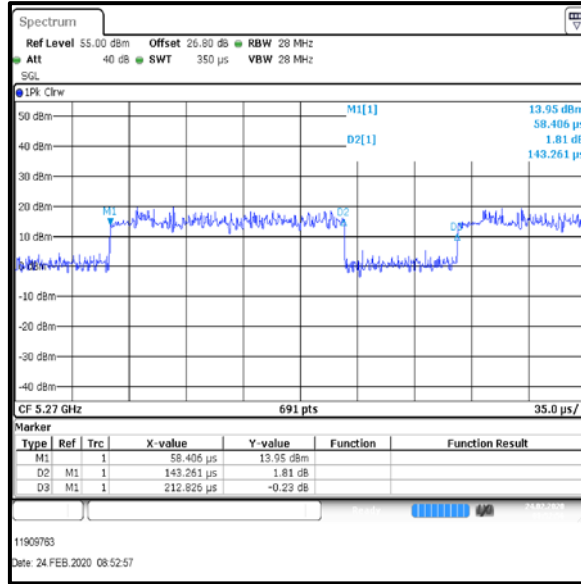 Spectrum
Ref Level 55.00 dBm Offset 26.80 dB RBW 28 MHz
Att 40 dB SWT 350 µs VBW 28 MHz
SGL
1Pk Clrw
M1[1] 13.95 dBm
58.406 µs
D2[1] 1.81 dB
143.261 µs
50 dBm
40 dBm
30 dBm
20 dBm
M1
D2
10 dBm
0 dBm
-10 dBm
-20 dBm
-30 dBm
-40 dBm
CF 5.27 GHz 691 pts 35.0 µs/
Marker
Type Ref Trc X-value Y-value Function Function Result
M1 1 58.406 µs 13.95 dBm
D2 M1 1 143.261 µs 1.81 dB
D3 M1 1 212.826 µs -0.23 dB
11909763
Date: 24.FEB.2020 08:52:57